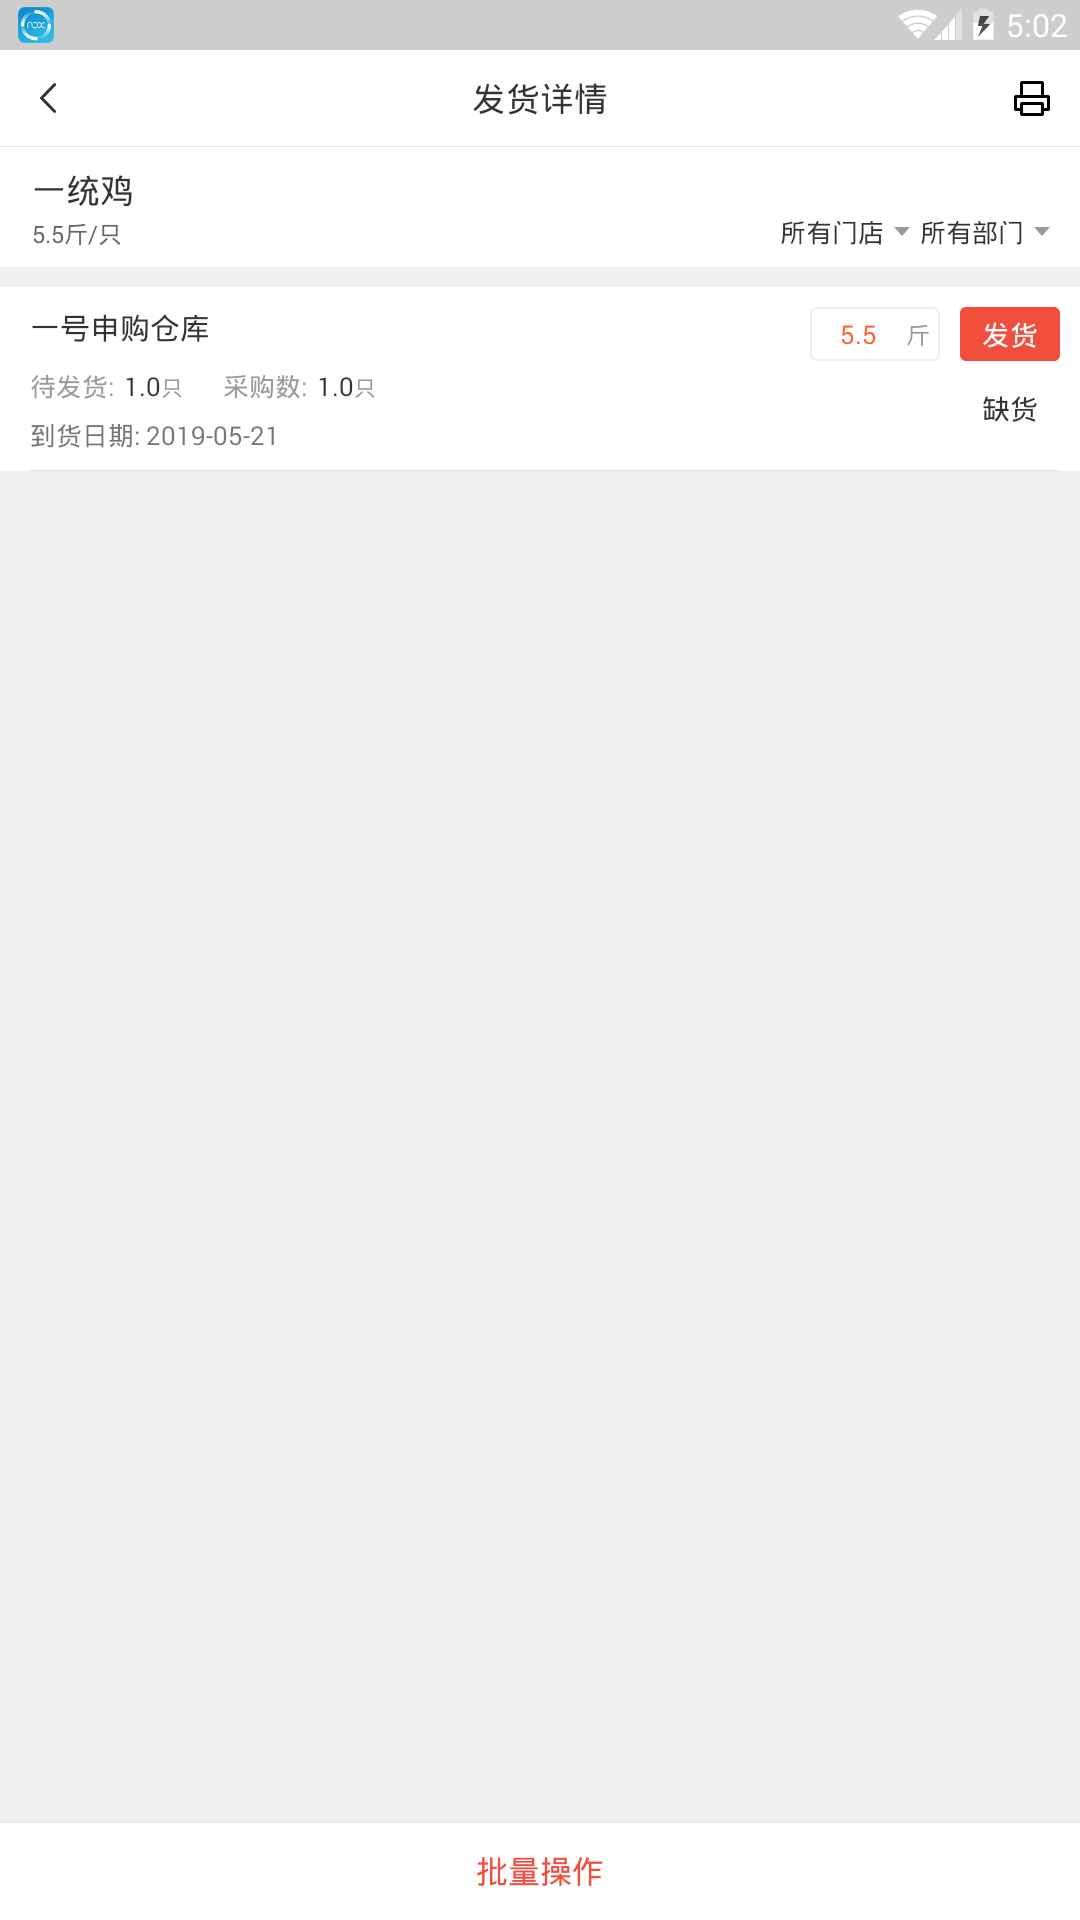 5:02
发货详情
一统鸡
5.5斤/只
所有门店 所有部门
一号申购仓库
5.5 斤 发货
待发货: 1.0只 采购数: 1.0只
缺货
到货日期: 2019-05-21
批量操作